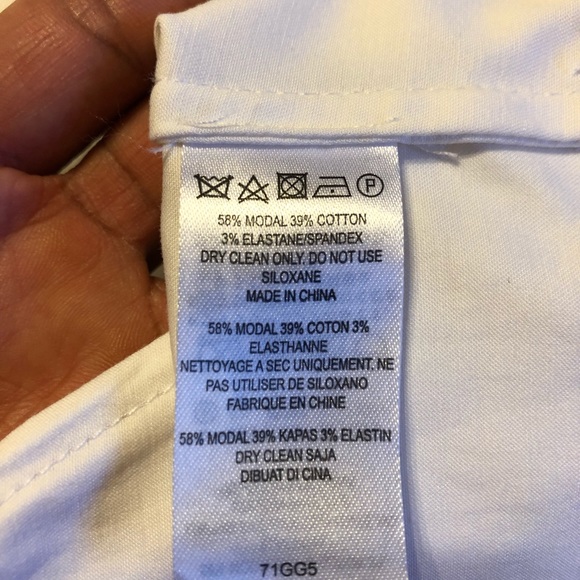 P
58% MODAL 39% COTTON
3% ELASTANE/SPANDEX
DRY CLEAN ONLY. DO NOT USE
SILOXANE
MADE IN CHINA
58% MODAL 39% COTON 3%
ELASTHANNE
NETTOYAGE A SEC UNIQUEMENT. NE
PAS UTILISER DE SILOXANO
FABRIQUE EN CHINE
58% MODAL 39% KAPAS 3% ELASTIN
DRY CLEAN SAJA
DIBUAT DI CINA
71GG5